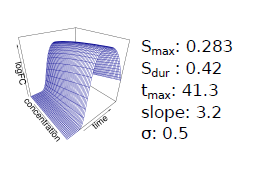 logFC
concentration
time
Smax: 0.283
Sdur : 0.42
tmax: 41.3
slope: 3.2
σ: 0.5